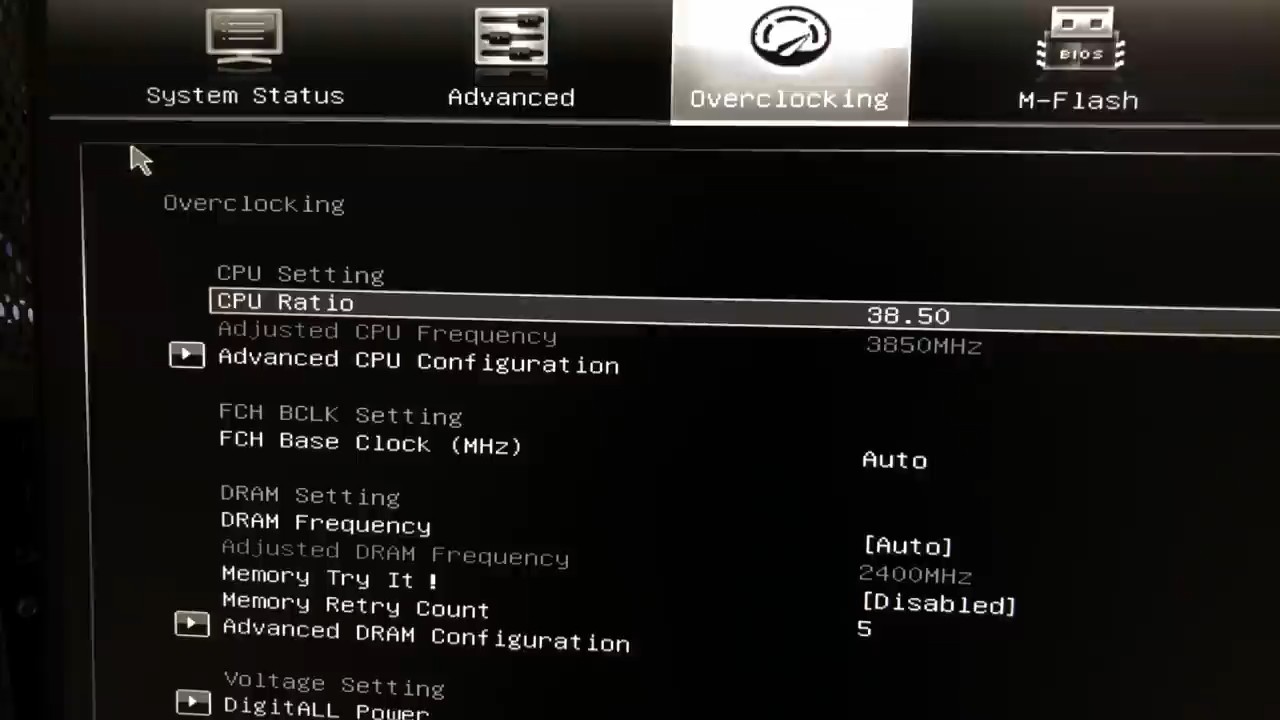 System Status
Advanced
Overclocking
BIOS
M-Flash
Overclocking
CPU Setting
CPU Ratio 38.50
Adjusted CPU Frequency 3850MHz
Advanced CPU Configuration
FCH BCLK Setting
FCH Base Clock (MHz) Auto
DRAM Setting
DRAM Frequency [Auto]
Adjusted DRAM Frequency 2400MHz
Memory Try It ! [Disabled]
Memory Retry Count 5
Advanced DRAM Configuration
Voltage Setting
DigitALL Power